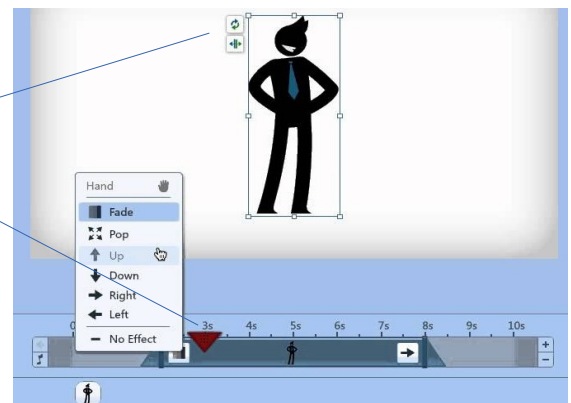 Hand
Fade
Pop
Up
Down
Right
Left
No Effect
0 3s 4s 5s 6s 7s 8s 9s 10s
+
-